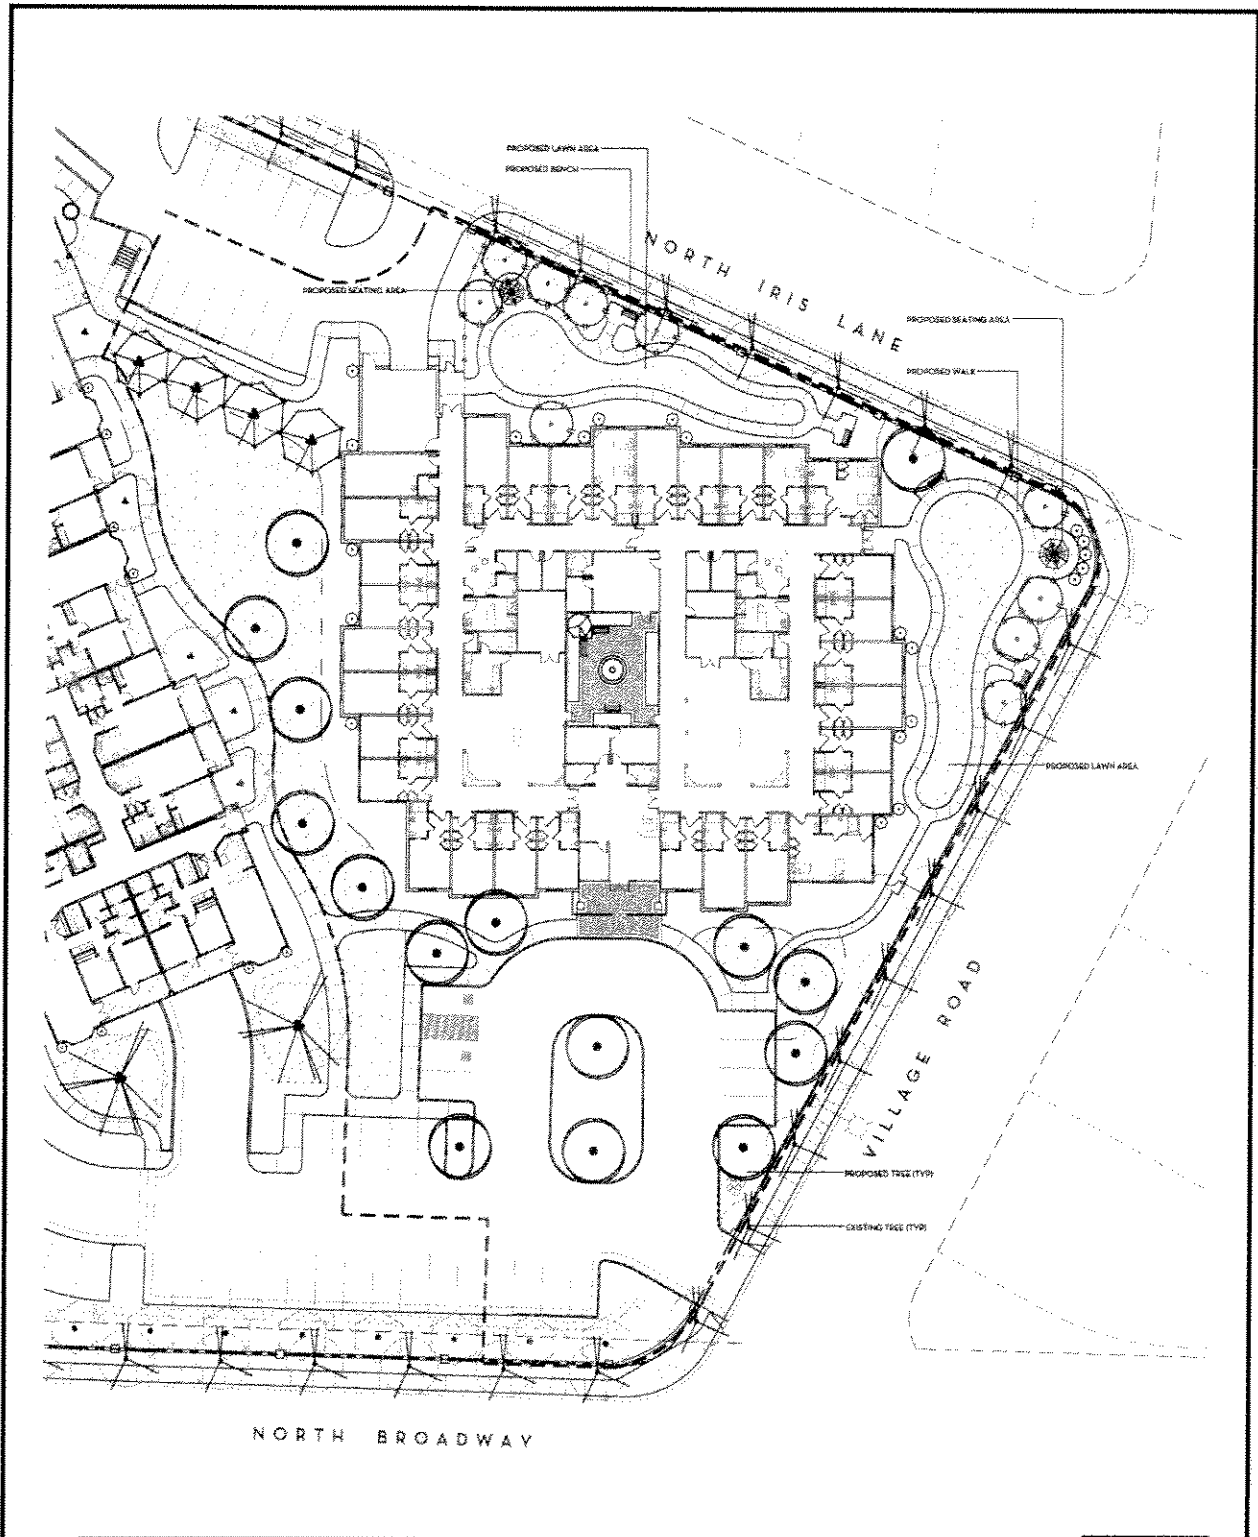 PROPOSED LAWN AREA
PROPOSED BENCH
NORTH IRIS LANE
PROPOSED SEATING AREA
PROPOSED SEATING AREA
PROPOSED WALK
PROPOSED LAWN AREA
VILLAGE ROAD
PROPOSED TREE (TYP)
EXISTING TREE (TYP)
NORTH BROADWAY